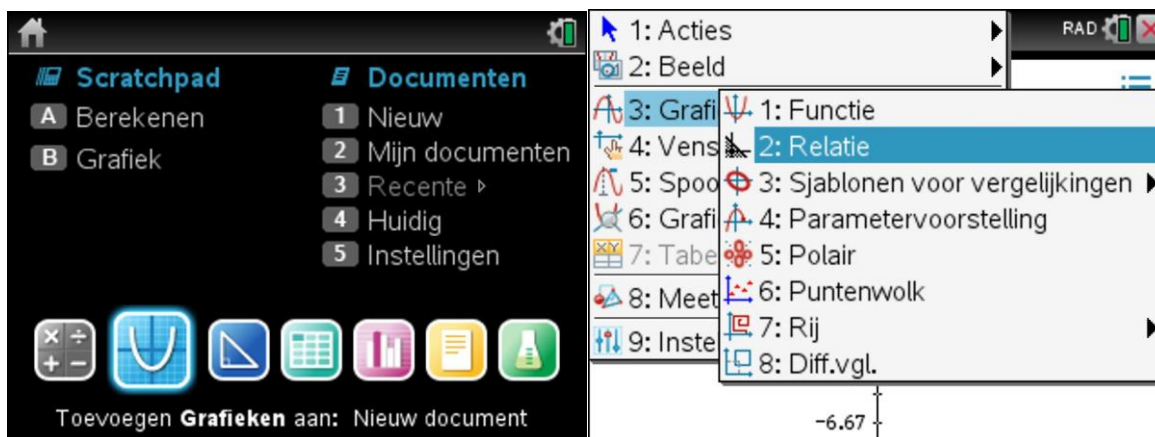 Scratchpad
A Berekenen
B Grafiek
Documenten
1 Nieuw
2 Mijn documenten
3 Recente ▹
4 Huidig
5 Instellingen
Toevoegen Grafieken aan: Nieuw document
1: Acties
2: Beeld
3: Grafi
4: Vens
5: Spoo
6: Grafi
7: Tabe
8: Meet
9: Inste
1: Functie
2: Relatie
3: Sjablonen voor vergelijkingen
4: Parametervoorstelling
5: Polair
6: Puntenwolk
7: Rij
8: Diff.vgl.
RAD
-6.67